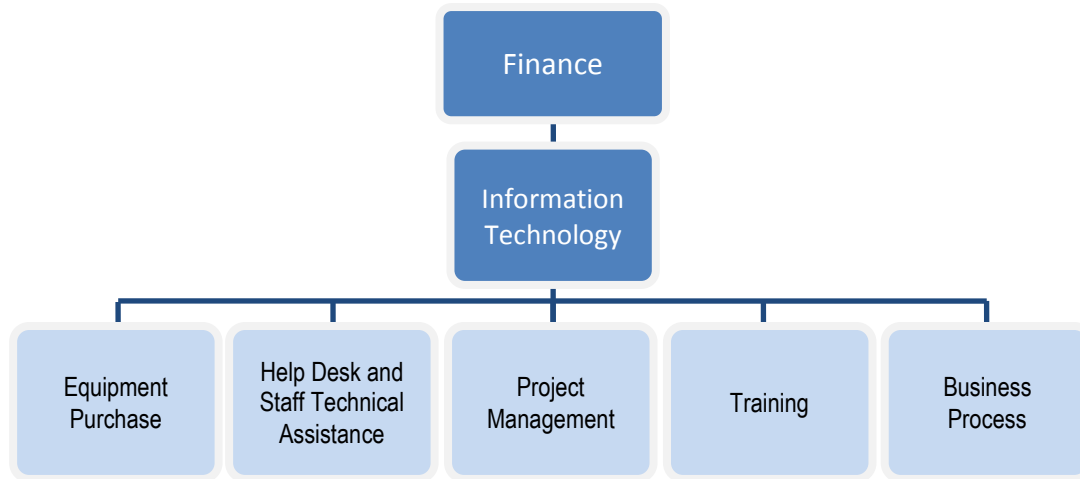 Finance
Information
Technology
Equipment
Purchase
Help Desk and
Staff Technical
Assistance
Project
Management
Training
Business
Process